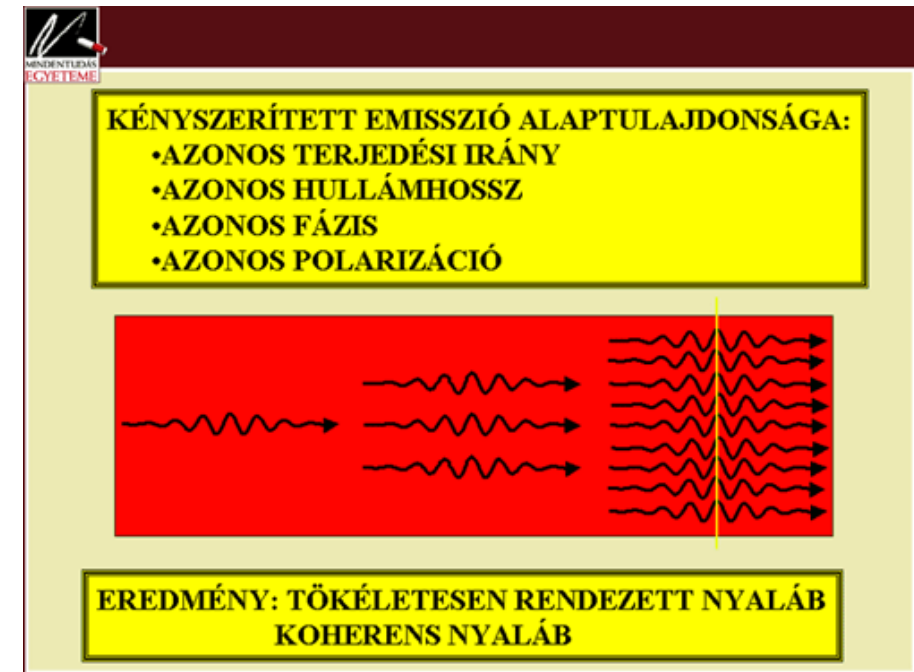 MINDENTUDÁS
EGYETEME
KÉNYSZERÍTETT EMISSZIÓ ALAPTULAJDONSÁGA:
•AZONOS TERJEDÉSI IRÁNY
•AZONOS HULLÁMHOSSZ
•AZONOS FÁZIS
•AZONOS POLARIZÁCIÓ
EREDMÉNY: TÖKÉLETESEN RENDEZETT NYALÁB
KOHERENS NYALÁB